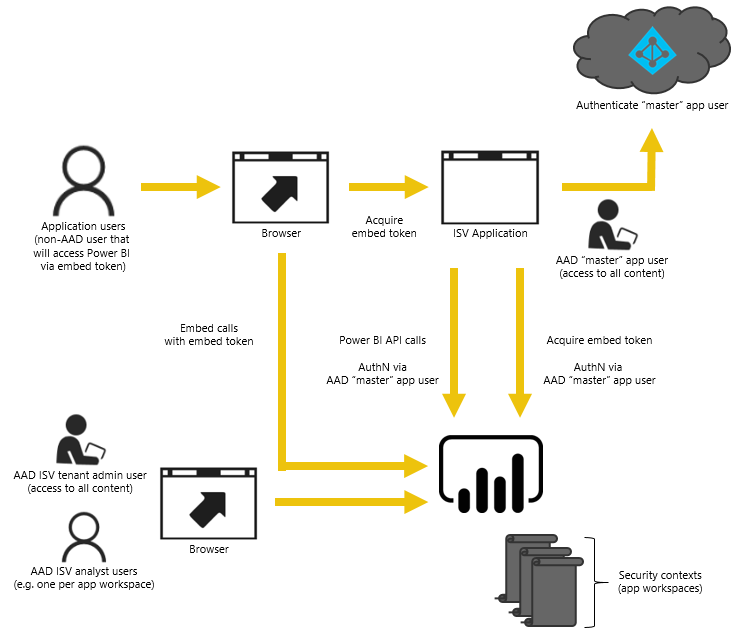 Authenticate “master” app user
Application users
(non-AAD user that
will access Power BI
via embed token)
Browser
Acquire
embed token
ISV Application
AAD “master” app user
(access to all content)
Embed calls
with embed token
Power BI API calls
AuthN via
AAD “master” app user
Acquire embed token
AuthN via
AAD “master” app user
AAD ISV tenant admin user
(access to all content)
Browser
AAD ISV analyst users
(e.g. one per app workspace)
Security contexts
(app workspaces)